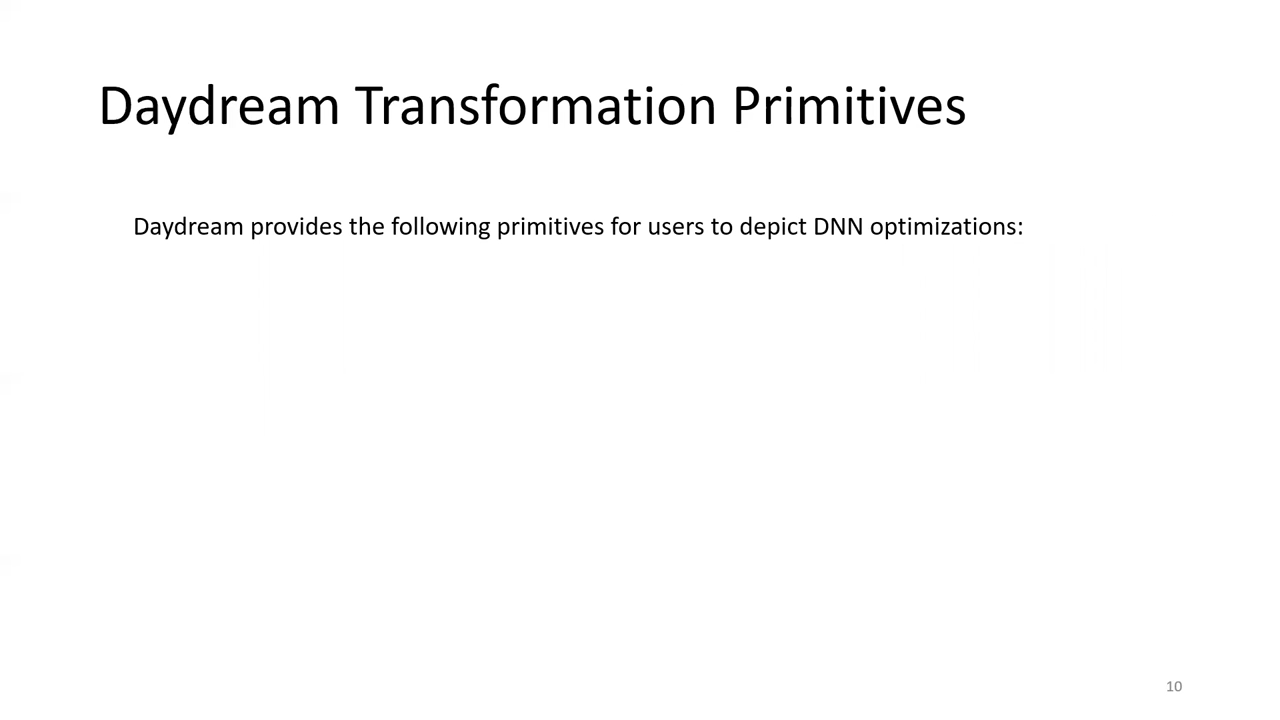 Daydream Transformation Primitives
Daydream provides the following primitives for users to depict DNN optimizations:
10